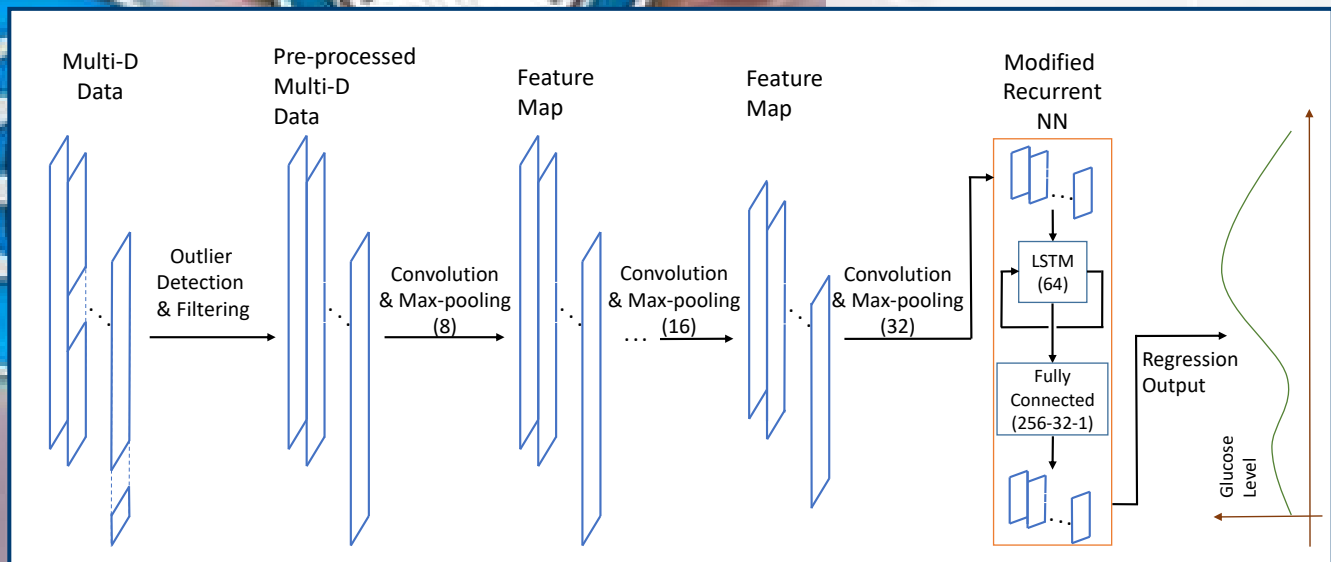 Multi-D
Data
Pre-processed
Multi-D
Data
Feature
Map
Feature
Map
Modified
Recurrent
NN
Outlier
Detection
& Filtering
Convolution
& Max-pooling
(8)
...
Convolution
& Max-pooling
(16)
Convolution
& Max-pooling
(32)
LSTM
(64)
Fully
Connected
(256-32-1)
Regression
Output
Glucose
Level